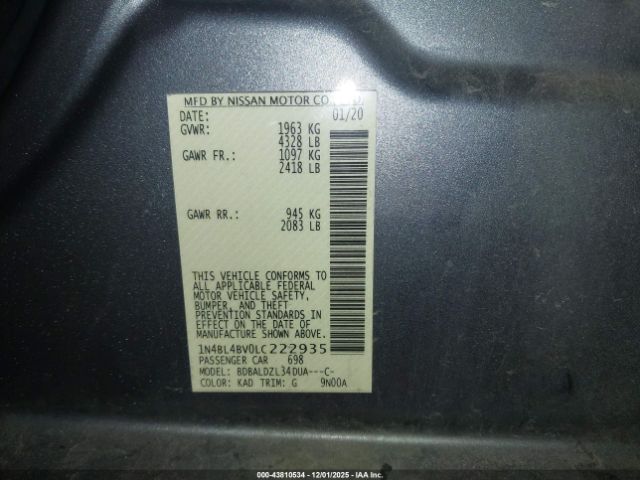 MFD BY NISSAN MOTOR CO., LTD.
DATE: 01/20
GVWR: 1963 KG
4328 LB
GAWR FR.: 1097 KG
2418 LB
GAWR RR.: 945 KG
2083 LB
THIS VEHICLE CONFORMS TO
ALL APPLICABLE FEDERAL
MOTOR VEHICLE SAFETY,
BUMPER, AND THEFT
PREVENTION STANDARDS IN
EFFECT ON THE DATE OF
MANUFACTURE SHOWN ABOVE.
1N4BL4BV0LC222935
PASSENGER CAR 698
MODEL: BDBALDZL34DUA---C-
COLOR: KAD TRIM: G 9N00A
000-43810534 - 12/01/2025 - IAA Inc.